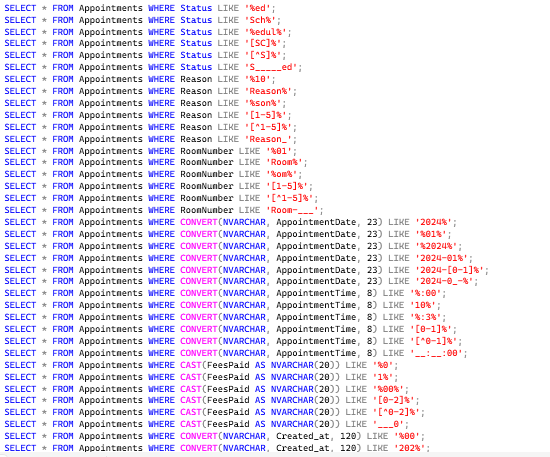 SELECT * FROM Appointments WHERE Status LIKE '%ed';
SELECT * FROM Appointments WHERE Status LIKE 'Sch%';
SELECT * FROM Appointments WHERE Status LIKE '%edul%';
SELECT * FROM Appointments WHERE Status LIKE '[SC]%';
SELECT * FROM Appointments WHERE Status LIKE '[^S]%';
SELECT * FROM Appointments WHERE Status LIKE 'S_____ed';
SELECT * FROM Appointments WHERE Reason LIKE '%10';
SELECT * FROM Appointments WHERE Reason LIKE 'Reason%';
SELECT * FROM Appointments WHERE Reason LIKE '%son%';
SELECT * FROM Appointments WHERE Reason LIKE '[1-5]%';
SELECT * FROM Appointments WHERE Reason LIKE '[^1-5]%';
SELECT * FROM Appointments WHERE Reason LIKE 'Reason_';
SELECT * FROM Appointments WHERE RoomNumber LIKE '%01';
SELECT * FROM Appointments WHERE RoomNumber LIKE 'Room%';
SELECT * FROM Appointments WHERE RoomNumber LIKE '%om%';
SELECT * FROM Appointments WHERE RoomNumber LIKE '[1-5]%';
SELECT * FROM Appointments WHERE RoomNumber LIKE '[^1-5]%';
SELECT * FROM Appointments WHERE RoomNumber LIKE 'Room-___';
SELECT * FROM Appointments WHERE CONVERT(NVARCHAR, AppointmentDate, 23) LIKE '2024%';
SELECT * FROM Appointments WHERE CONVERT(NVARCHAR, AppointmentDate, 23) LIKE '%01%';
SELECT * FROM Appointments WHERE CONVERT(NVARCHAR, AppointmentDate, 23) LIKE '%2024%';
SELECT * FROM Appointments WHERE CONVERT(NVARCHAR, AppointmentDate, 23) LIKE '2024-01%';
SELECT * FROM Appointments WHERE CONVERT(NVARCHAR, AppointmentDate, 23) LIKE '2024-[0-1]%';
SELECT * FROM Appointments WHERE CONVERT(NVARCHAR, AppointmentDate, 23) LIKE '2024-0_-%';
SELECT * FROM Appointments WHERE CONVERT(NVARCHAR, AppointmentTime, 8) LIKE '%:00';
SELECT * FROM Appointments WHERE CONVERT(NVARCHAR, AppointmentTime, 8) LIKE '10%';
SELECT * FROM Appointments WHERE CONVERT(NVARCHAR, AppointmentTime, 8) LIKE '%:3%';
SELECT * FROM Appointments WHERE CONVERT(NVARCHAR, AppointmentTime, 8) LIKE '[0-1]%';
SELECT * FROM Appointments WHERE CONVERT(NVARCHAR, AppointmentTime, 8) LIKE '[^0-1]%';
SELECT * FROM Appointments WHERE CONVERT(NVARCHAR, AppointmentTime, 8) LIKE '__:__:00';
SELECT * FROM Appointments WHERE CAST(FeesPaid AS NVARCHAR(20)) LIKE '%0';
SELECT * FROM Appointments WHERE CAST(FeesPaid AS NVARCHAR(20)) LIKE '1%';
SELECT * FROM Appointments WHERE CAST(FeesPaid AS NVARCHAR(20)) LIKE '%00%';
SELECT * FROM Appointments WHERE CAST(FeesPaid AS NVARCHAR(20)) LIKE '[0-2]%';
SELECT * FROM Appointments WHERE CAST(FeesPaid AS NVARCHAR(20)) LIKE '[^0-2]%';
SELECT * FROM Appointments WHERE CAST(FeesPaid AS NVARCHAR(20)) LIKE '___0';
SELECT * FROM Appointments WHERE CONVERT(NVARCHAR, Created_at, 120) LIKE '%00';
SELECT * FROM Appointments WHERE CONVERT(NVARCHAR, Created_at, 120) LIKE '202%';